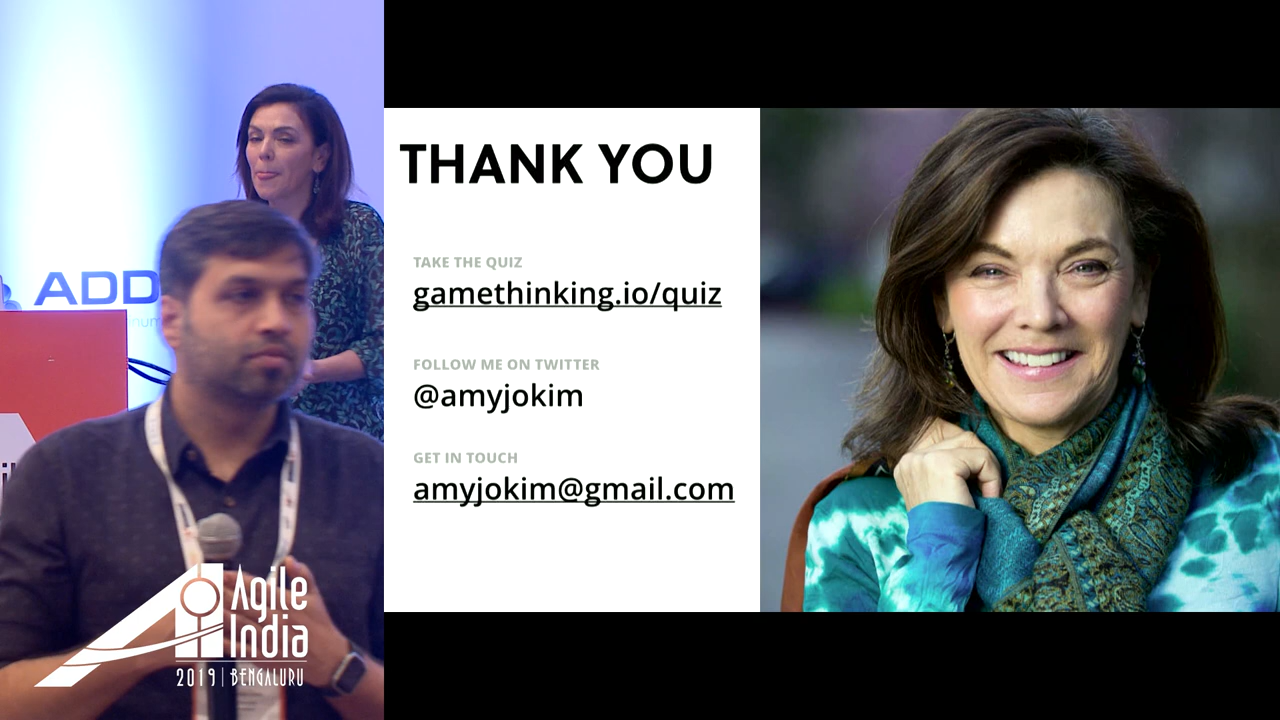 ADD
THANK YOU
TAKE THE QUIZ
gamethinking.io/quiz
FOLLOW ME ON TWITTER
@amyjokim
GET IN TOUCH
amyjokim@gmail.com
Agile
India
2019 | BENGALURU